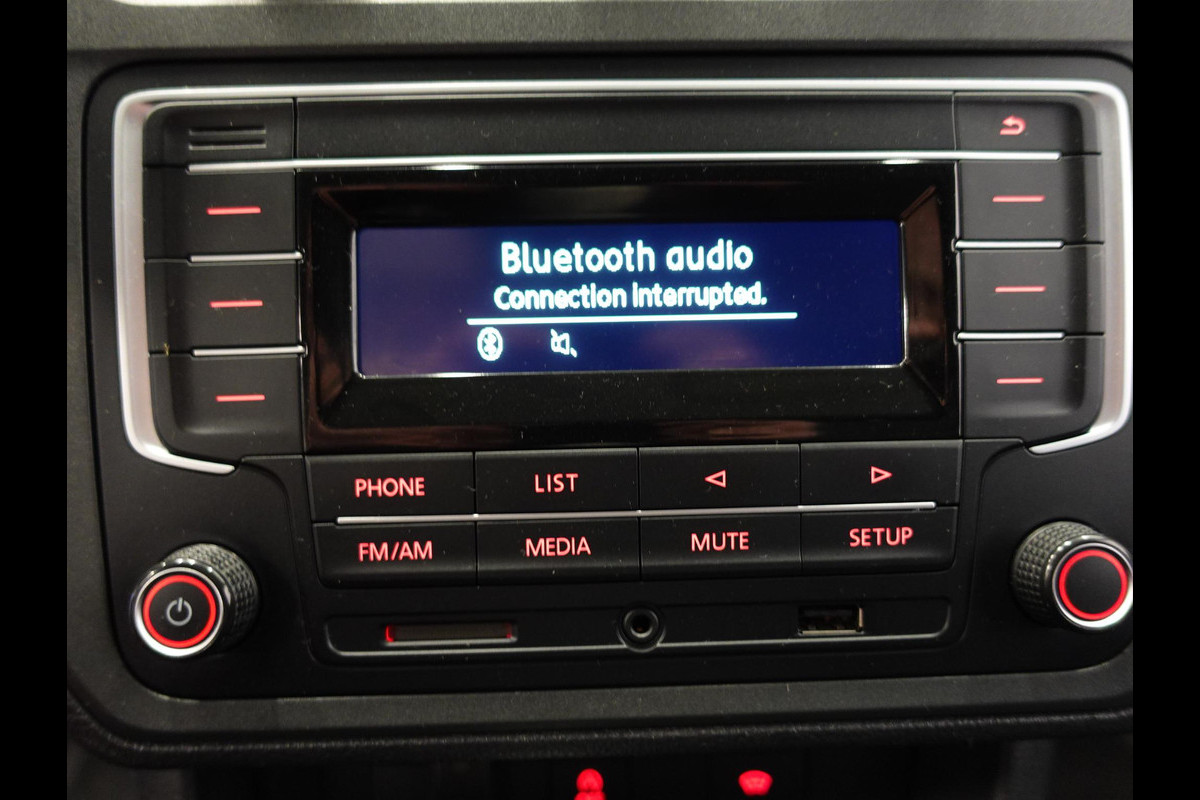 Bluetooth audio
Connection interrupted.
PHONE LIST
FM/AM MEDIA MUTE SETUP